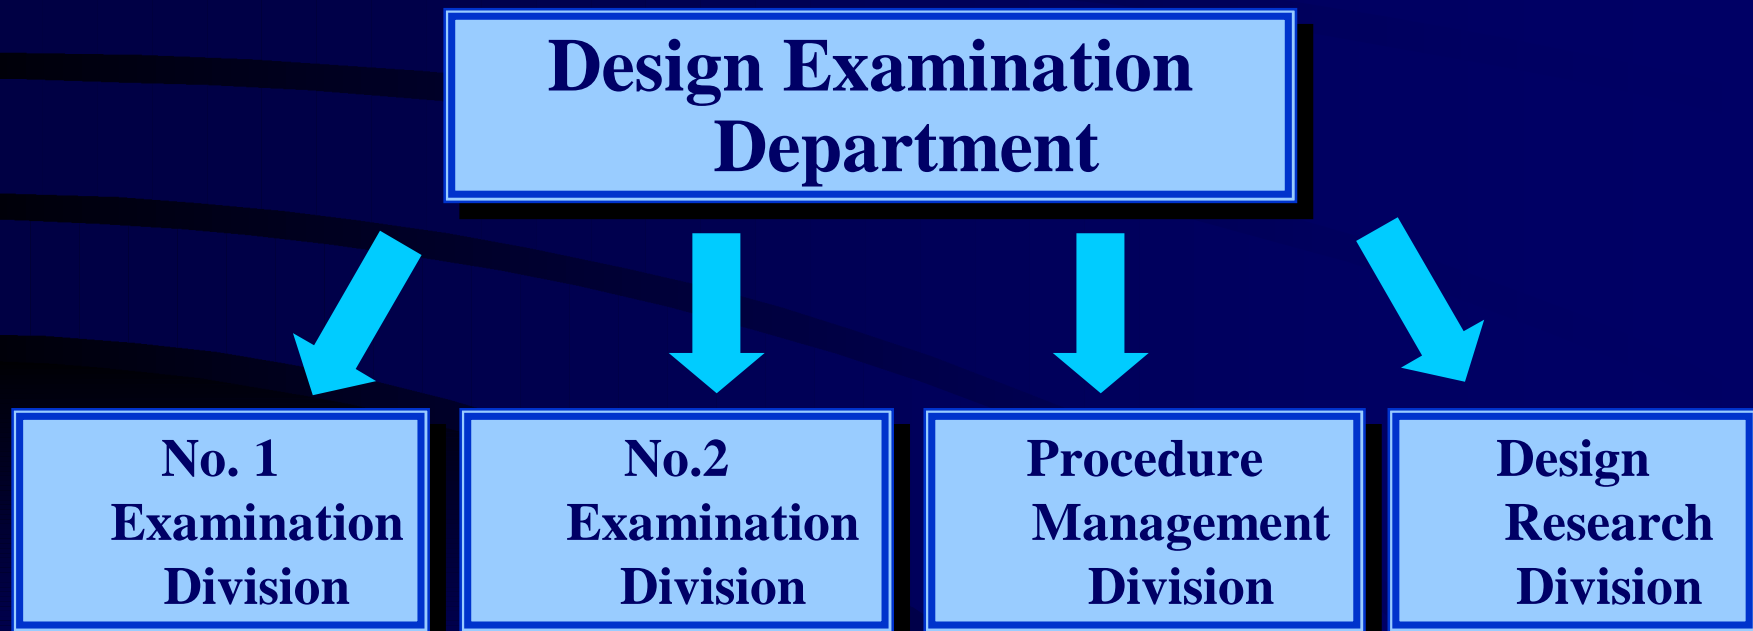 Design Examination
Department
No. 1
Examination
Division
No.2
Examination
Division
Procedure
Management
Division
Design
Research
Division